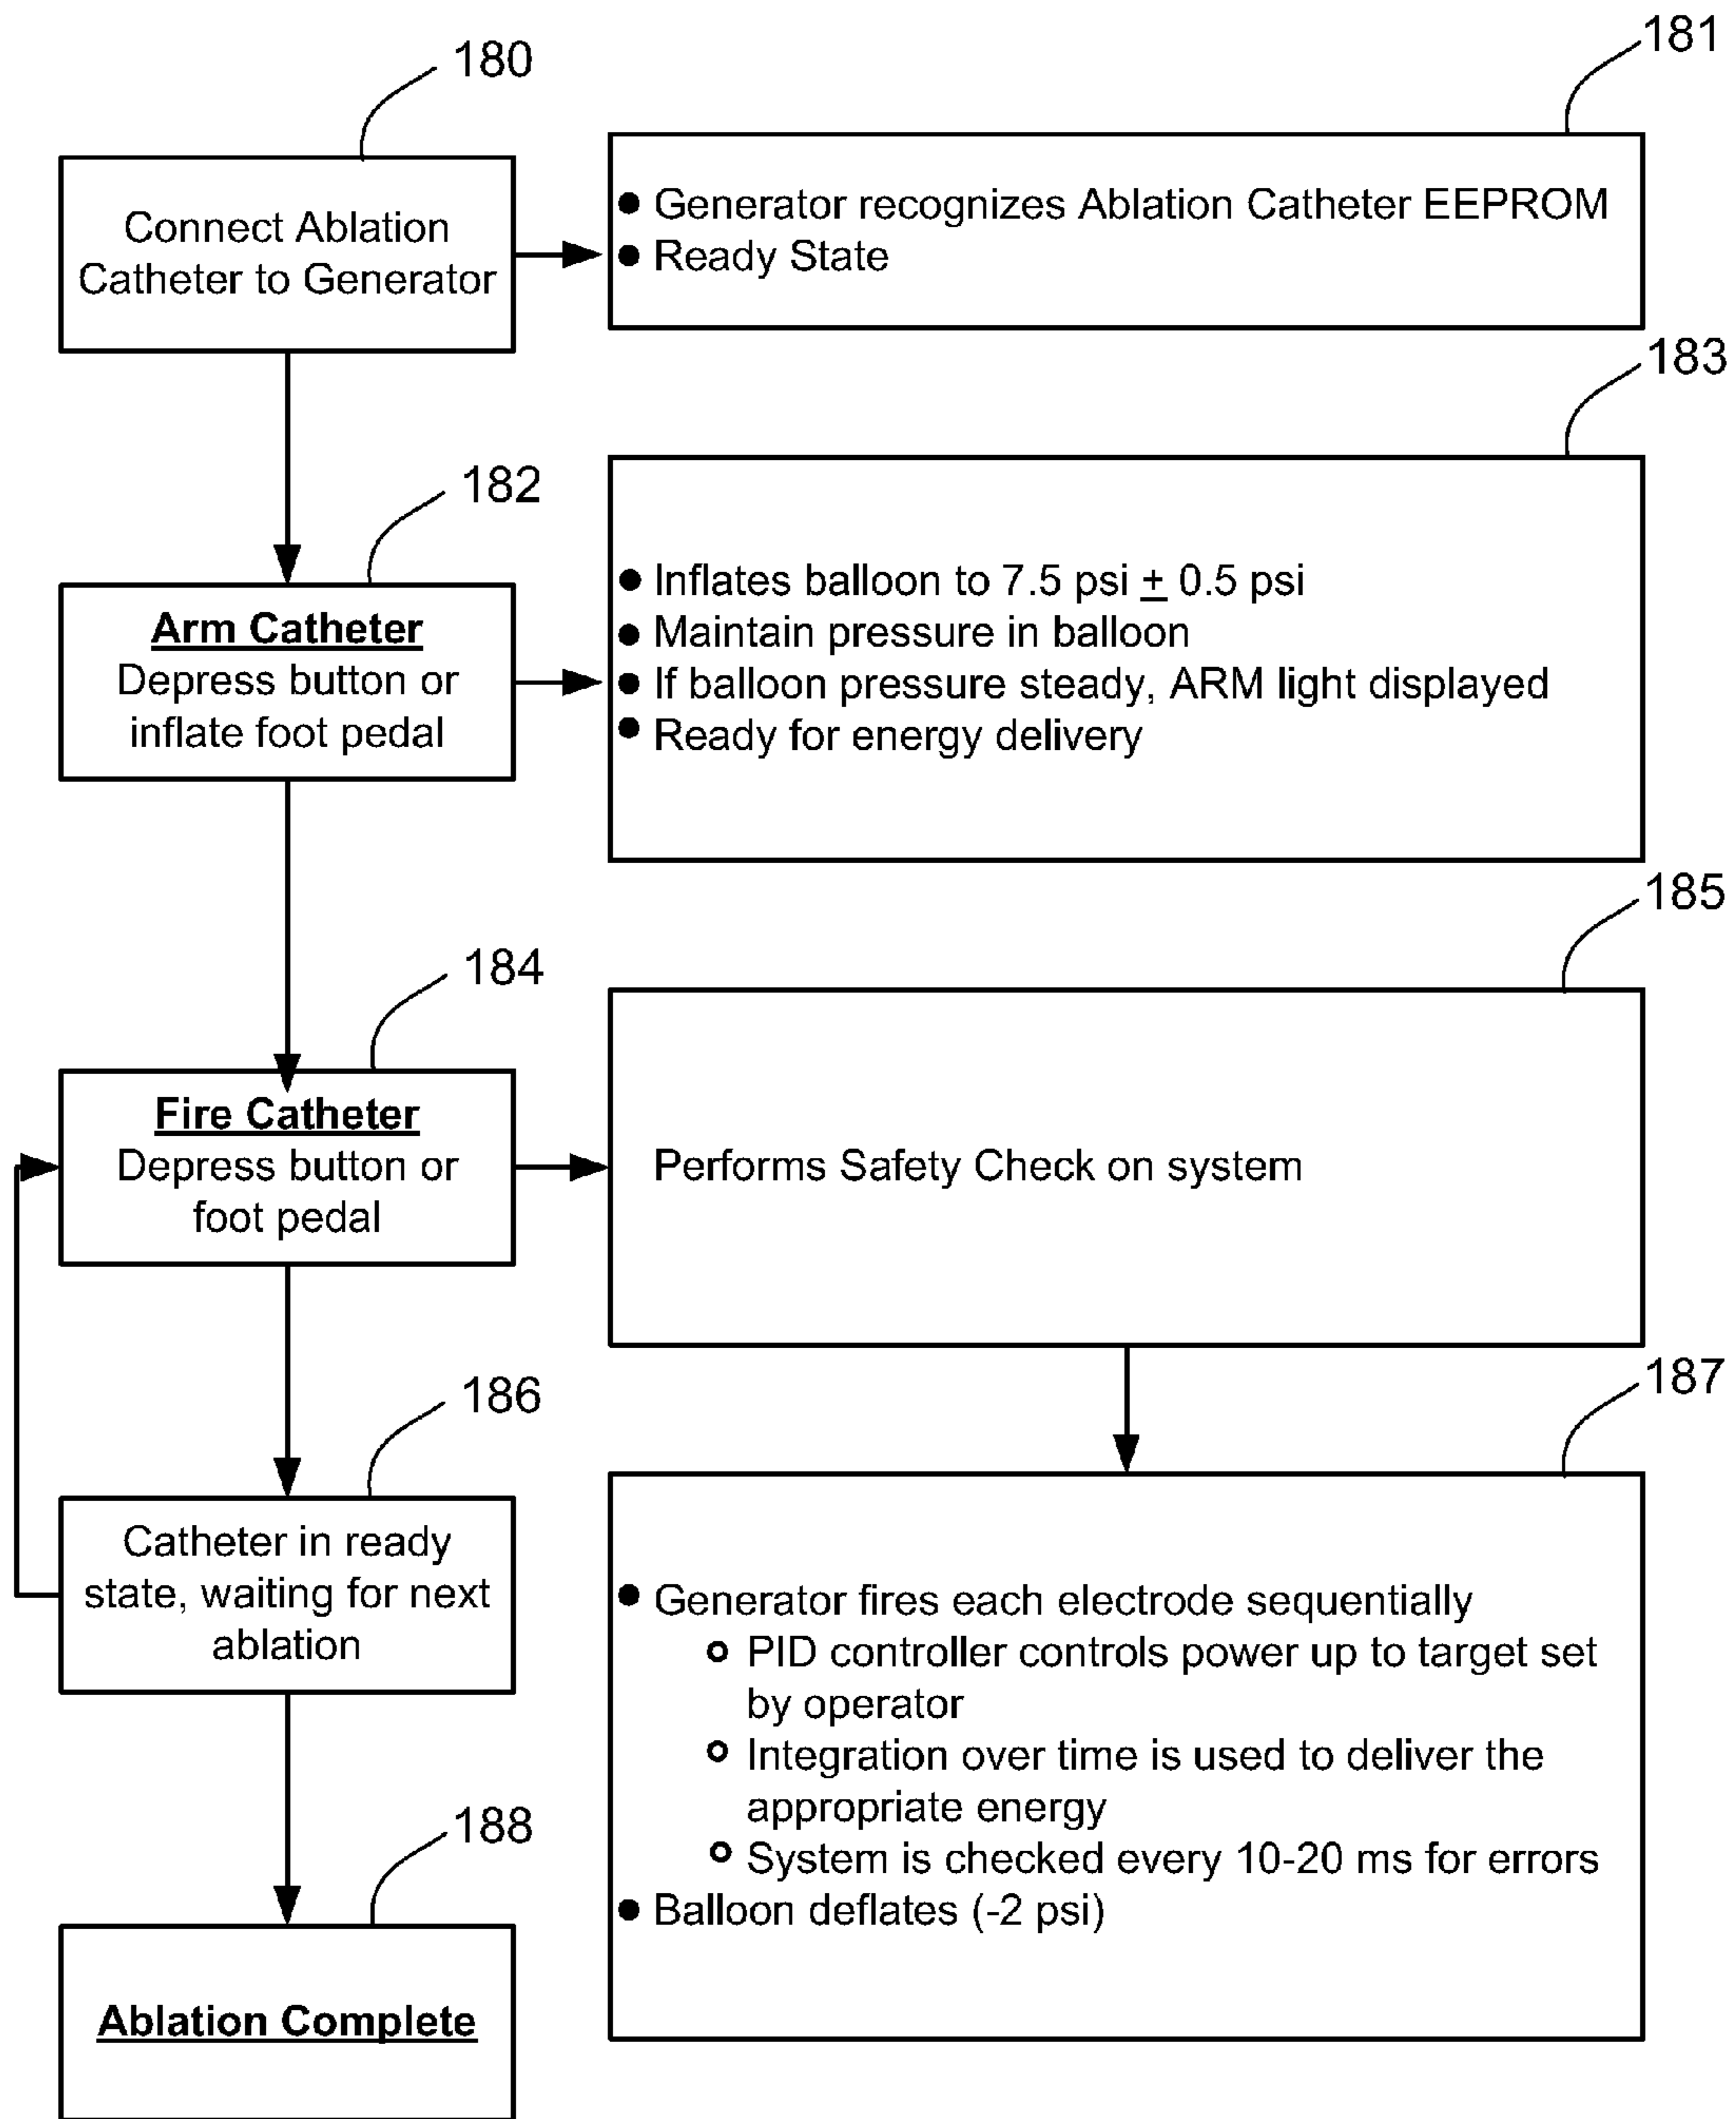 180
181
Connect Ablation
Catheter to Generator
● Generator recognizes Ablation Catheter EEPROM
● Ready State
182
183
Arm Catheter
Depress button or
inflate foot pedal
● Inflates balloon to 7.5 psi ± 0.5 psi
● Maintain pressure in balloon
● If balloon pressure steady, ARM light displayed
● Ready for energy delivery
184
185
Fire Catheter
Depress button or
foot pedal
Performs Safety Check on system
186
187
Catheter in ready
state, waiting for next
ablation
● Generator fires each electrode sequentially
o PID controller controls power up to target set
by operator
o Integration over time is used to deliver the
appropriate energy
o System is checked every 10-20 ms for errors
● Balloon deflates (-2 psi)
188
Ablation Complete